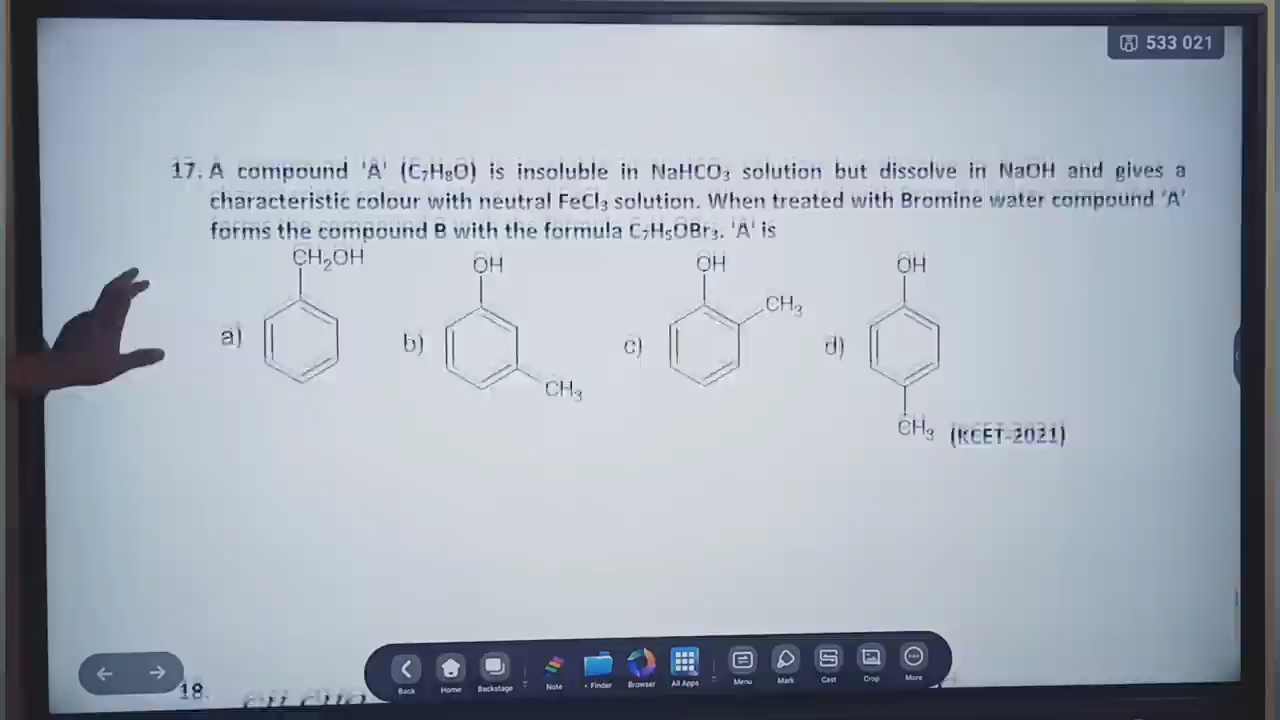 533 021
17. A compound 'A' (C₇H₈O) is insoluble in NaHCO₃ solution but dissolve in NaOH and gives a
characteristic colour with neutral FeCl₃ solution. When treated with Bromine water compound 'A'
forms the compound B with the formula C₇H₅OBr₃. 'A' is
CH₂OH OH OH OH
CH₃
a) b) c) d)
CH₃
CH₃ (KCET-2021)
18.
Back Home Backstage Note Finder Browser All Apps Menu Mark Cast Crop More